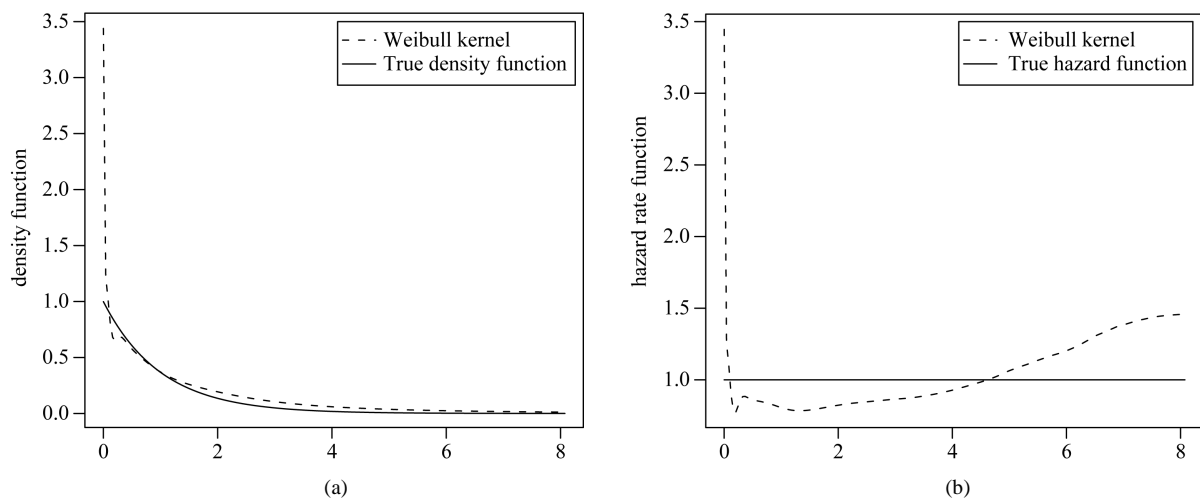 3.5
3.0
2.5
2.0
1.5
1.0
0.5
0.0
density function
Weibull kernel
True density function
0 2 4 6 8
(a)
3.5
3.0
2.5
2.0
1.5
1.0
hazard rate function
Weibull kernel
True hazard function
0 2 4 6 8
(b)